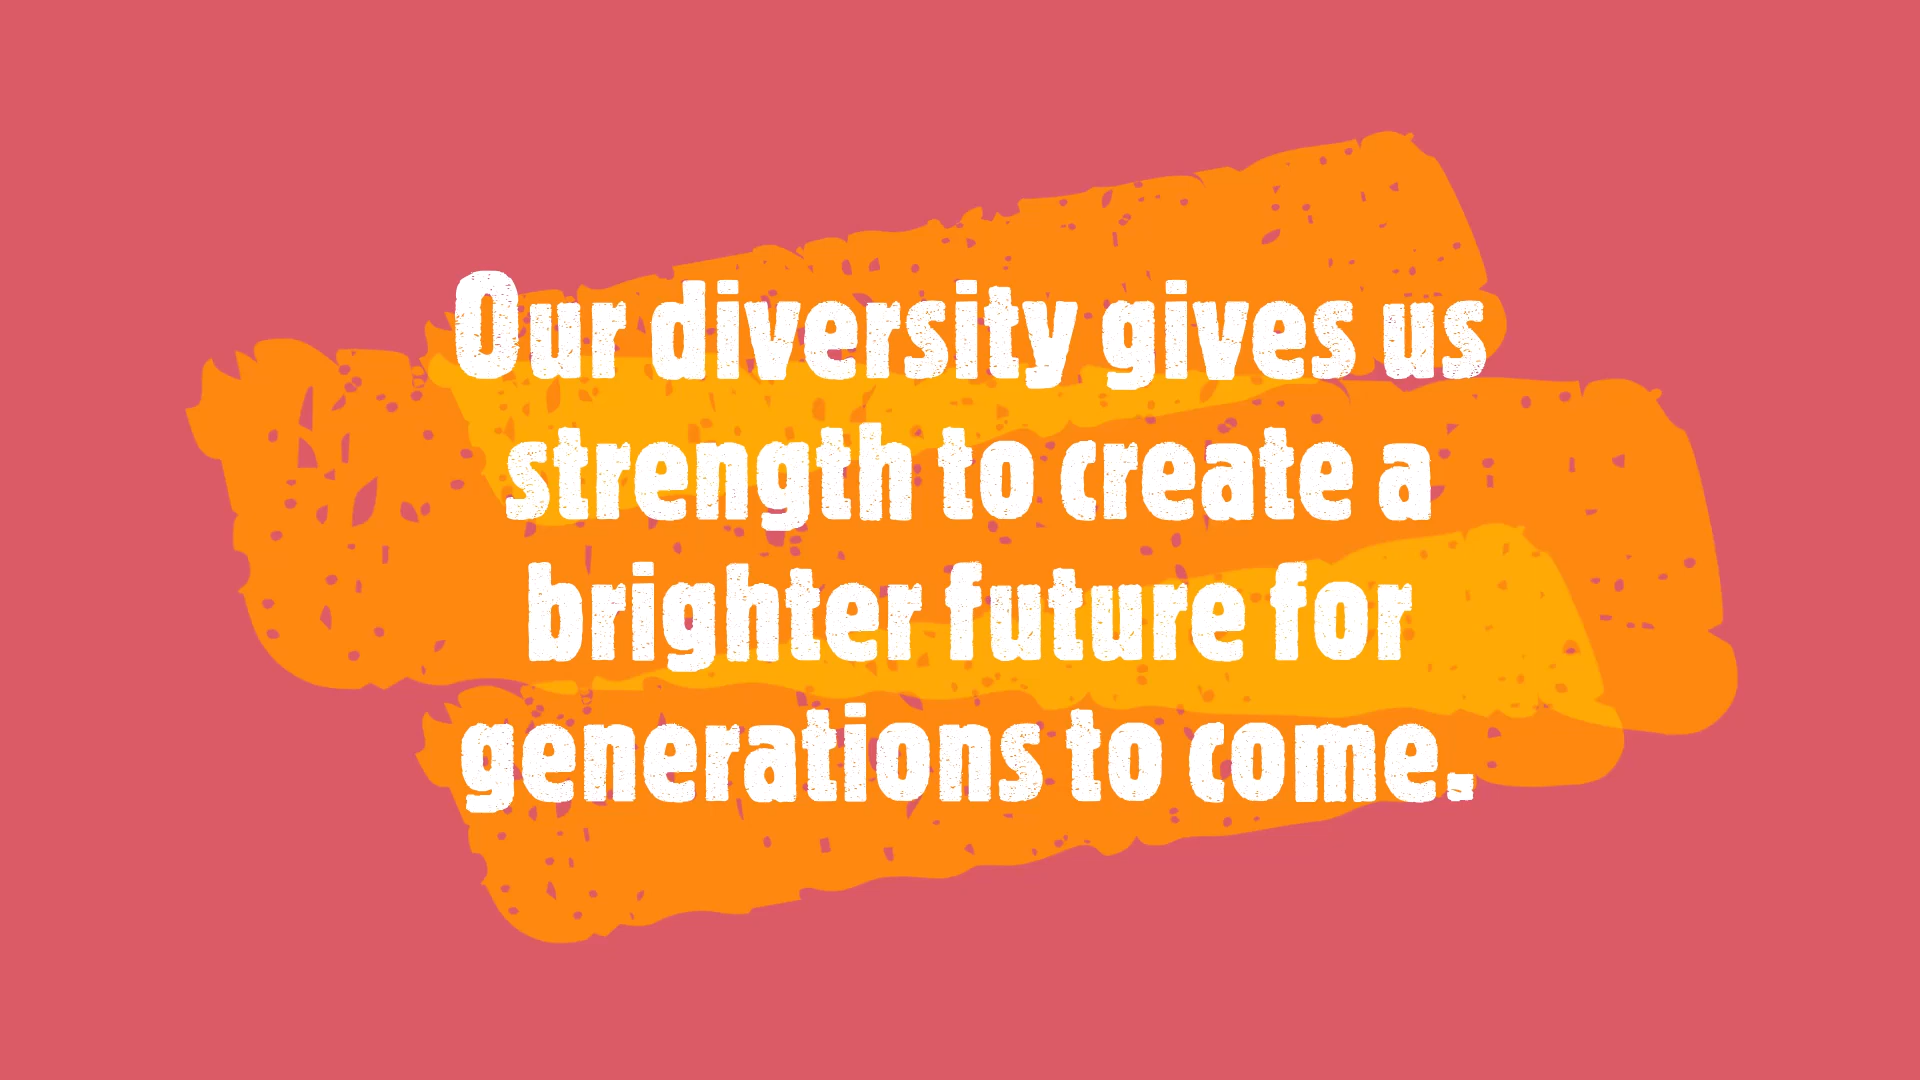 Our diversity gives us
strength to create a
brighter future for
generations to come.